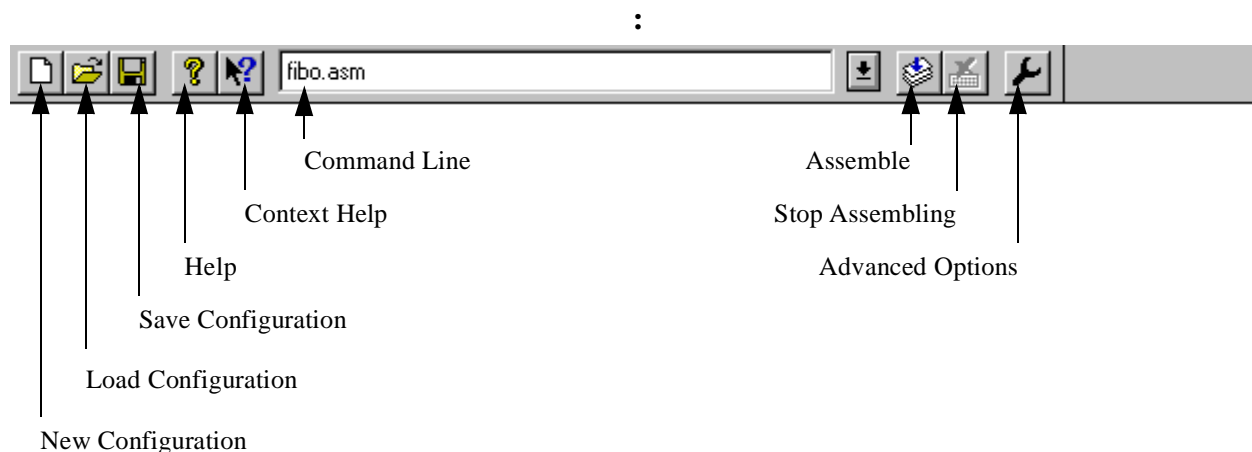 :
fibo.asm
Command Line
Assemble
Context Help
Stop Assembling
Help
Advanced Options
Save Configuration
Load Configuration
New Configuration